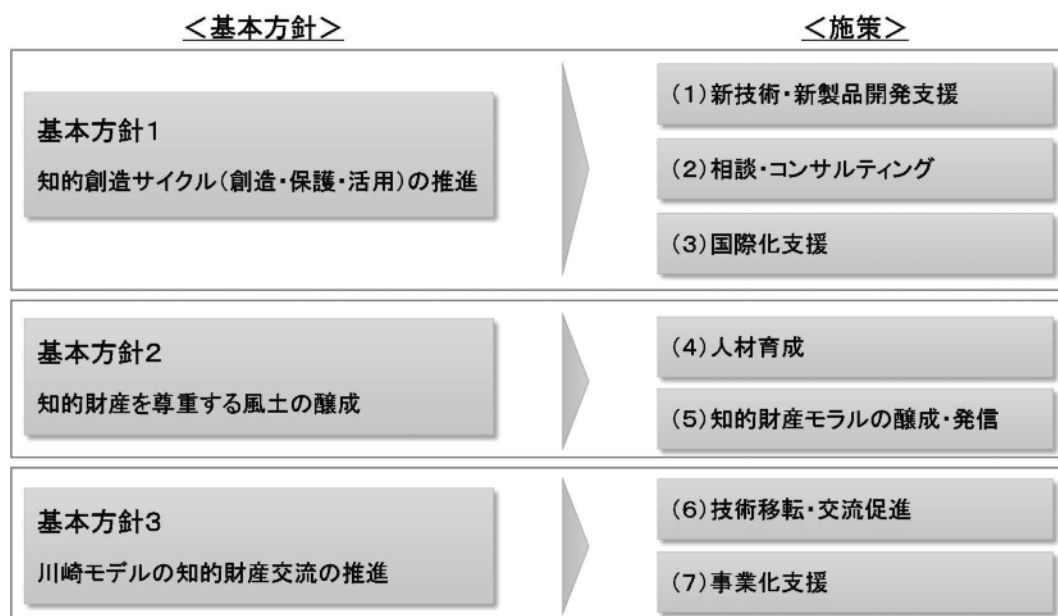 ＜基本方針＞
＜施策＞
基本方針１
知的創造サイクル(創造・保護・活用)の推進
(１)新技術・新製品開発支援
(２)相談・コンサルティング
(３)国際化支援
基本方針２
知的財産を尊重する風土の醸成
(４)人材育成
(５)知的財産モラルの醸成・発信
基本方針３
川崎モデルの知的財産交流の推進
(６)技術移転・交流促進
(７)事業化支援